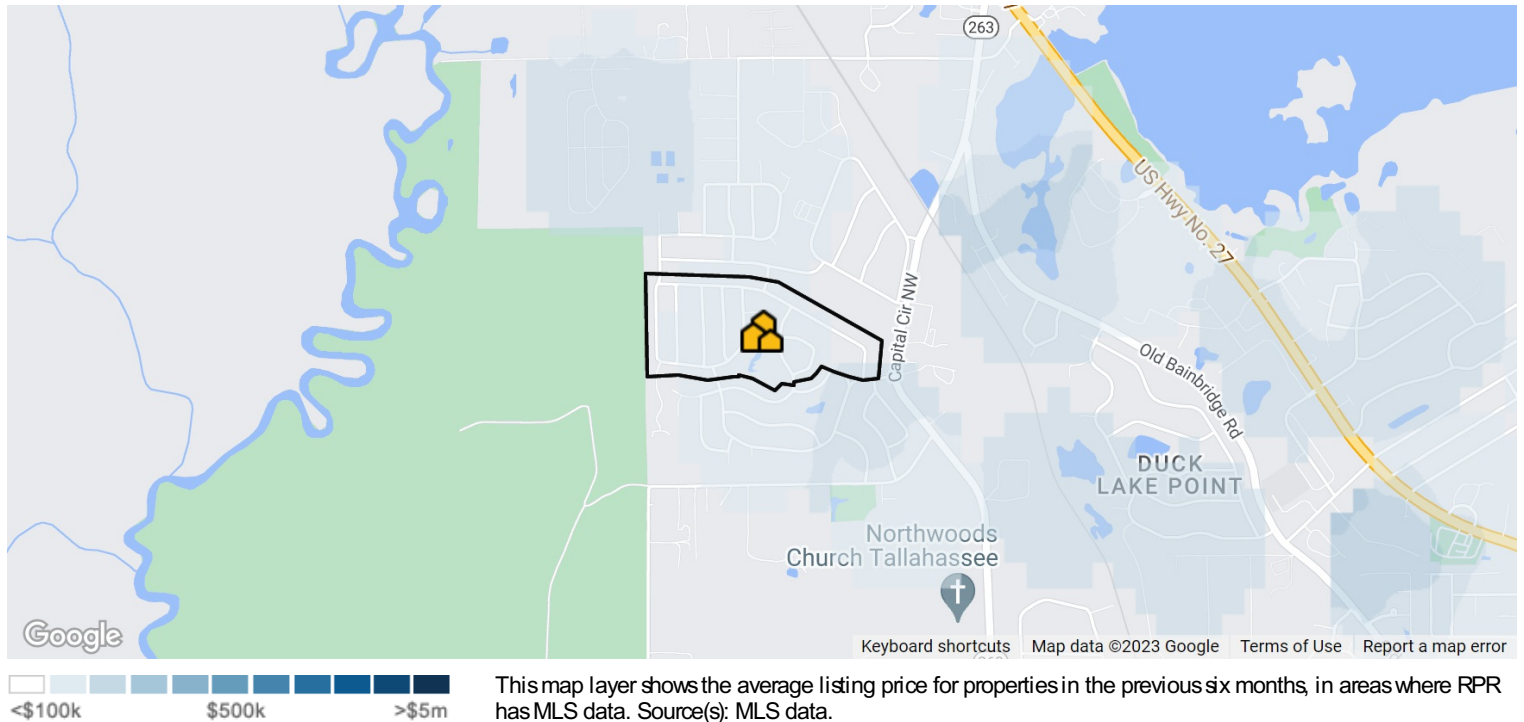 263
US Hwy No. 27
Capital Cir NW
Old Bainbridge Rd
DUCK
LAKE POINT
Northwoods
Church Tallahassee
Google
Keyboard shortcuts Map data ©2023 Google Terms of Use Report a map error
<$100k $500k >$5m
This map layer shows the average listing price for properties in the previous six months, in areas where RPR
has MLS data. Source(s): MLS data.